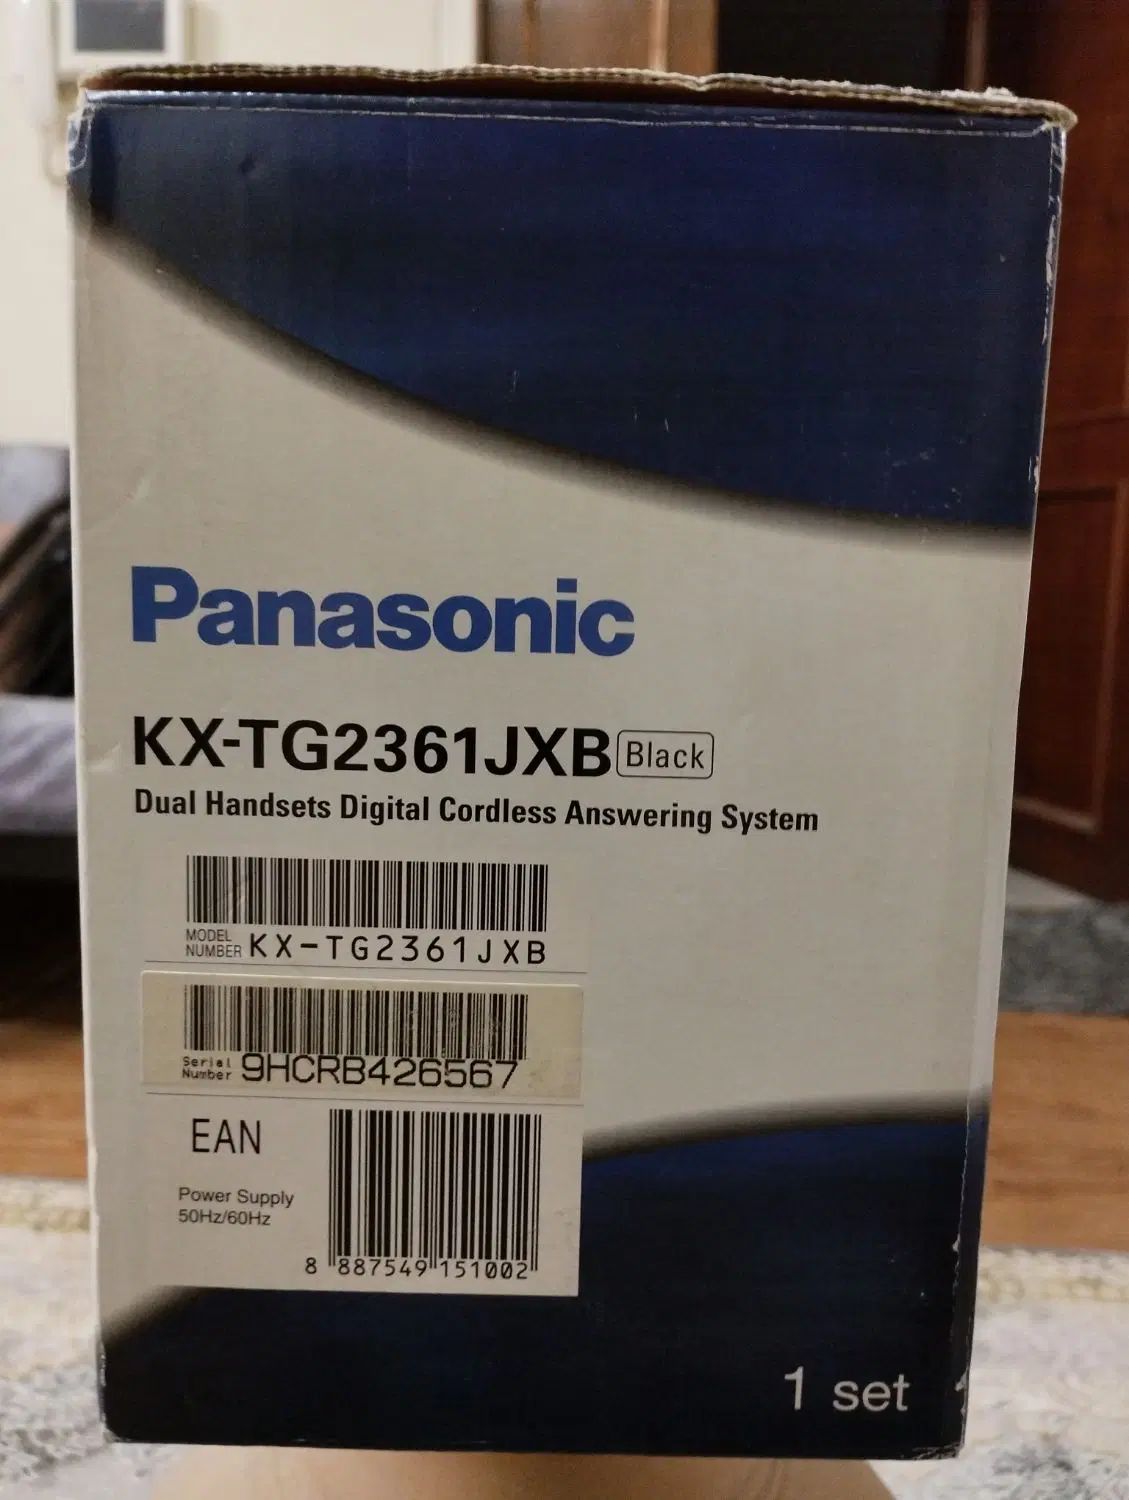 Panasonic
KX-TG2361JXB Black
Dual Handsets Digital Cordless Answering System
MODEL NUMBER KX-TG2361JXB
Serial Number 9HCRB426567
EAN
Power Supply
50Hz/60Hz
8 887549 151002
1 set